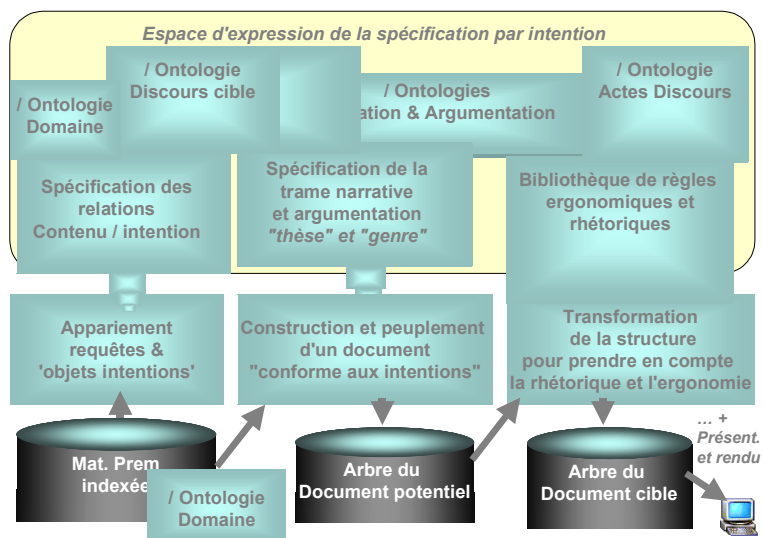 Espace d'expression de la spécification par intention
/ Ontologie
Domaine
/ Ontologie
Discours cible
/ Ontologies
ation & Argumentation
/ Ontologie
Actes Discours
Spécification des
relations
Contenu / intention
Spécification de la
trame narrative
et argumentation
"thèse" et "genre"
Bibliothèque de règles
ergonomiques et
rhétoriques
Appariement
requêtes &
'objets intentions'
Construction et peuplement
d'un document
"conforme aux intentions"
Transformation
de la structure
pour prendre en compte
la rhétorique et l'ergonomie
Mat. Prem
indexée
/ Ontologie
Domaine
Arbre du
Document potentiel
Arbre du
Document cible
… +
Présent.
et rendu